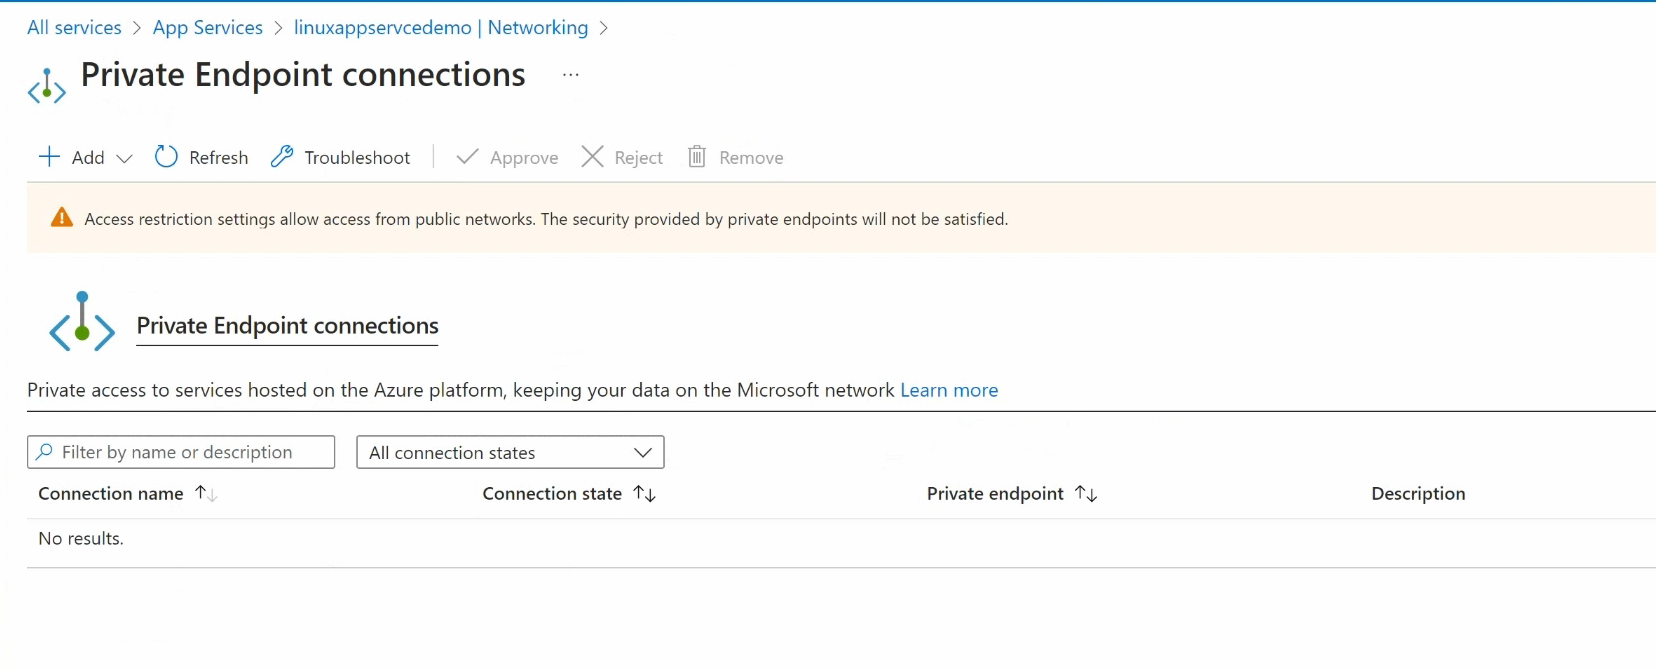 All services > App Services > linuxappservcedemo | Networking >
Private Endpoint connections ...
Add Refresh Troubleshoot Approve Reject Remove
Access restriction settings allow access from public networks. The security provided by private endpoints will not be satisfied.
Private Endpoint connections
Private access to services hosted on the Azure platform, keeping your data on the Microsoft network Learn more
Filter by name or description All connection states
Connection name Connection state Private endpoint Description
No results.